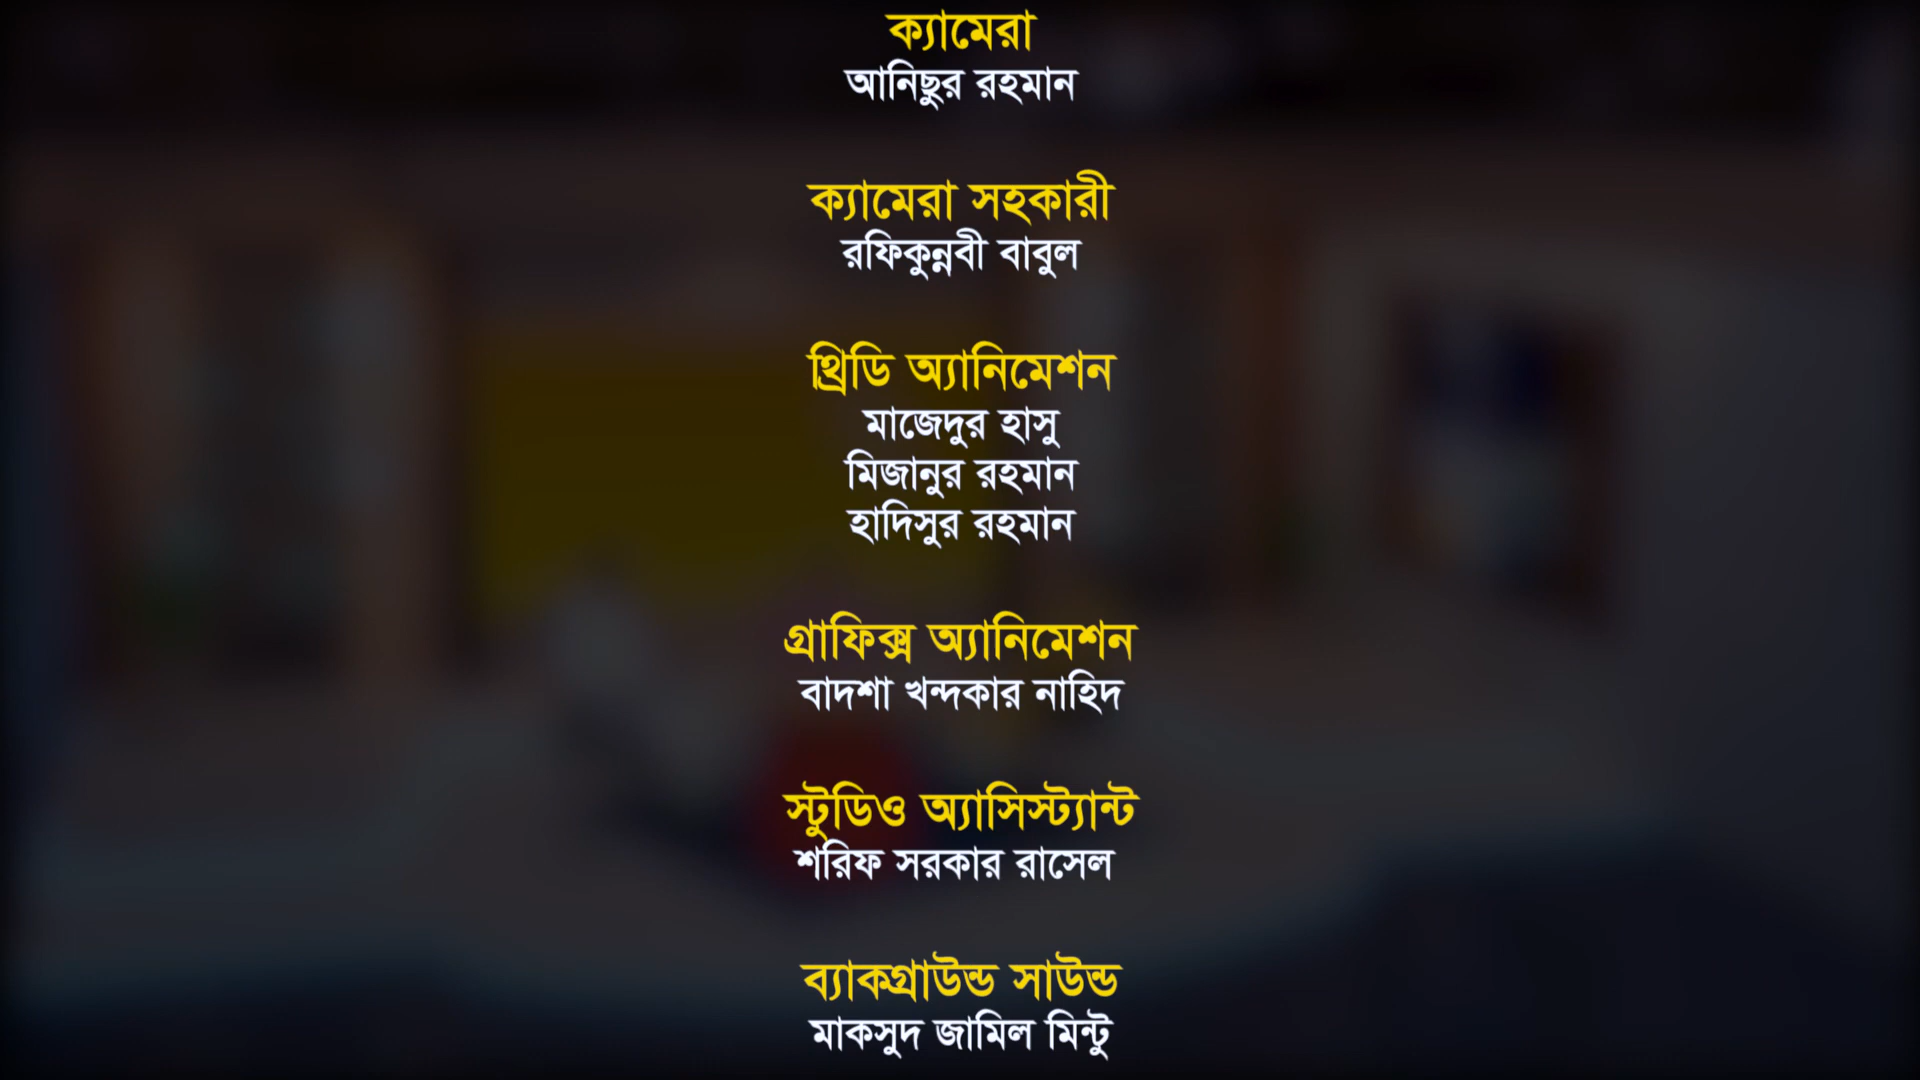 ক্যামেরা
আনিছুর রহমান
ক্যামেরা সহকারী
রফিকুন্নবী বাবুল
থ্রিডি অ্যানিমেশন
মাজেদুর হাসু
মিজানুর রহমান
হাদিসুর রহমান
গ্রাফিক্স অ্যানিমেশন
বাদশা খন্দকার নাহিদ
স্টুডিও অ্যাসিস্ট্যান্ট
শরিফ সরকার রাসেল
ব্যাকগ্রাউন্ড সাউন্ড
মাকসুদ জামিল মিন্টু